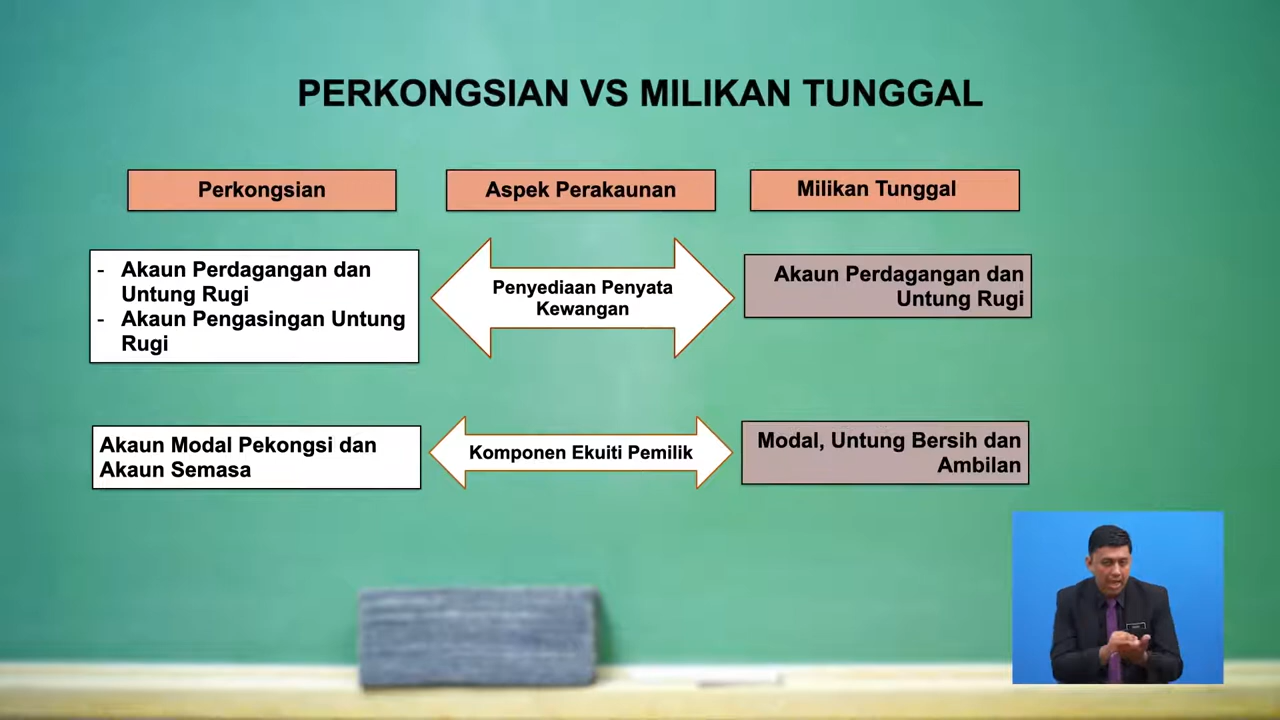 PERKONGSIAN VS MILIKAN TUNGGAL
Perkongsian
Aspek Perakaunan
Milikan Tunggal
- Akaun Perdagangan dan
Untung Rugi
- Akaun Pengasingan Untung
Rugi
Penyediaan Penyata
Kewangan
Akaun Perdagangan dan
Untung Rugi
Akaun Modal Pekongsi dan
Akaun Semasa
Komponen Ekuiti Pemilik
Modal, Untung Bersih dan
Ambilan